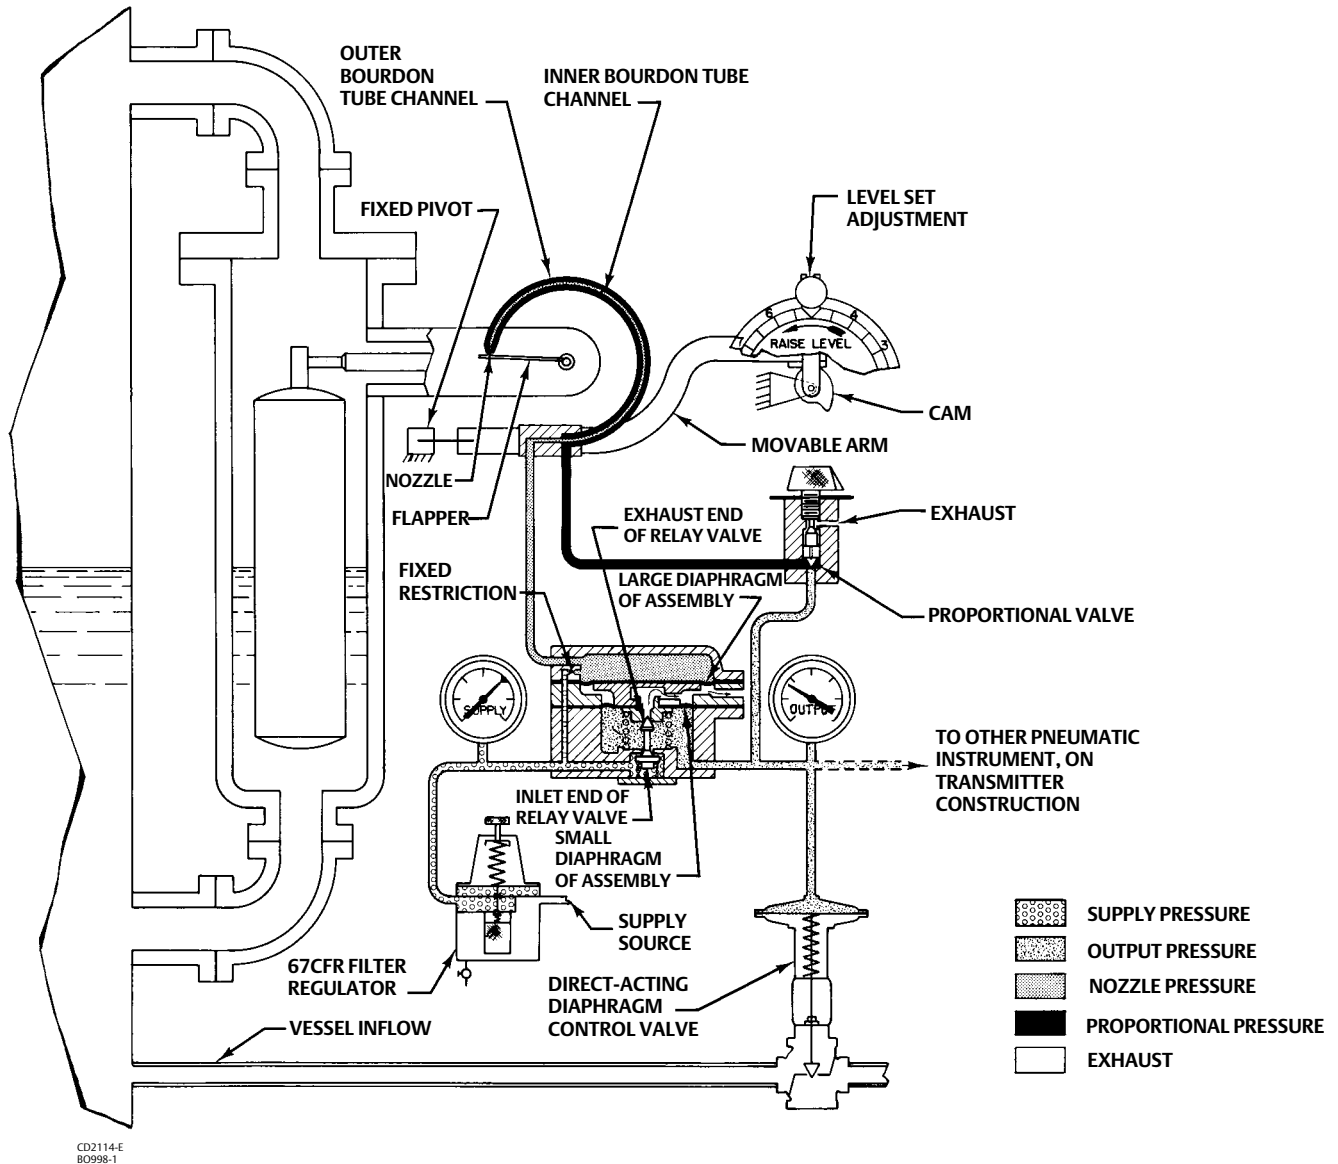 OUTER
BOURDON
TUBE CHANNEL
INNER BOURDON TUBE
CHANNEL
FIXED PIVOT
LEVEL SET
ADJUSTMENT
6
4
3
RAISE LEVEL
CAM
MOVABLE ARM
NOZZLE
FLAPPER
EXHAUST END
OF RELAY VALVE
EXHAUST
FIXED
RESTRICTION
LARGE DIAPHRAGM
OF ASSEMBLY
PROPORTIONAL VALVE
SUPPLY
OUTPUT
TO OTHER PNEUMATIC
INSTRUMENT, ON
TRANSMITTER
CONSTRUCTION
INLET END OF
RELAY VALVE
SMALL
DIAPHRAGM
OF ASSEMBLY
SUPPLY
SOURCE
67CFR FILTER
REGULATOR
DIRECT-ACTING
DIAPHRAGM
CONTROL VALVE
VESSEL INFLOW
SUPPLY PRESSURE
OUTPUT PRESSURE
NOZZLE PRESSURE
PROPORTIONAL PRESSURE
EXHAUST
CD2114-E
BO998-1